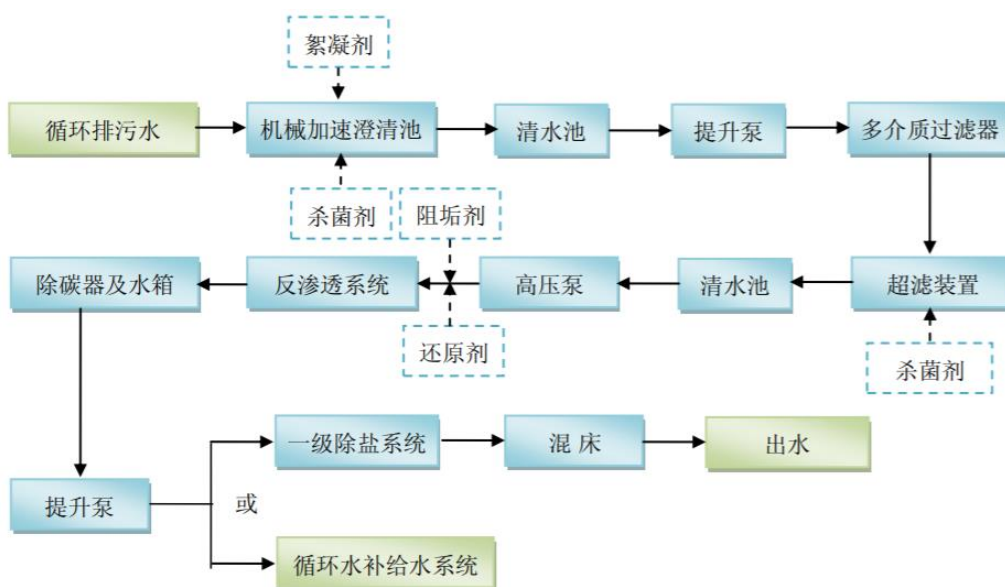 絮凝剂
循环排污水
机械加速澄清池
清水池
提升泵
多介质过滤器
杀菌剂
阻垢剂
除碳器及水箱
反渗透系统
高压泵
清水池
超滤装置
还原剂
杀菌剂
一级除盐系统
混 床
出水
提升泵
或
循环水补给水系统